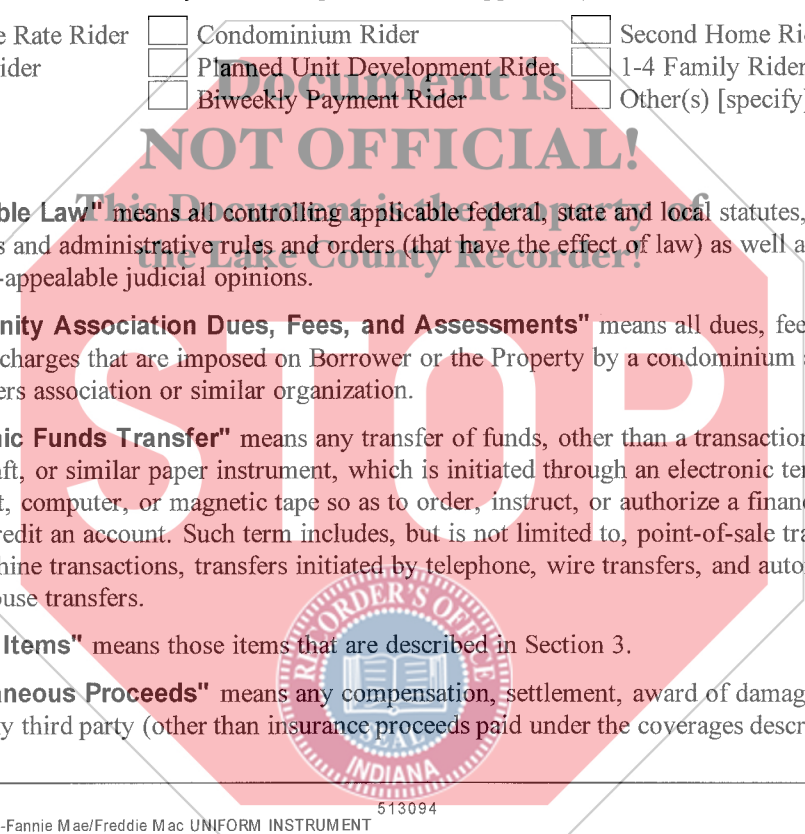 e Rate Rider Condominium Rider Second Home Ri
ider Planned Unit Development Rider 1-4 Family Rider
Biweekly Payment Rider Other(s) [specify]
Document is
NOT OFFICIAL!
This Document is the property of
the Lake County Recorder!
ble Law" means all controlling applicable federal, state and local statutes,
s and administrative rules and orders (that have the effect of law) as well a
-appealable judicial opinions.
nity Association Dues, Fees, and Assessments" means all dues, fee
charges that are imposed on Borrower or the Property by a condominium
ers association or similar organization.
STOP
ic Funds Transfer" means any transfer of funds, other than a transaction
ft, or similar paper instrument, which is initiated through an electronic ter
t, computer, or magnetic tape so as to order, instruct, or authorize a financ
redit an account. Such term includes, but is not limited to, point-of-sale tra
hine transactions, transfers initiated by telephone, wire transfers, and auto
ouse transfers.
Items" means those items that are described in Section 3.
neous Proceeds" means any compensation, settlement, award of damag
y third party (other than insurance proceeds paid under the coverages descr
RECORDER'S OFFICE
SEAL
INDIANA
513094
-Fannie Mae/Freddie Mac UNIFORM INSTRUMENT